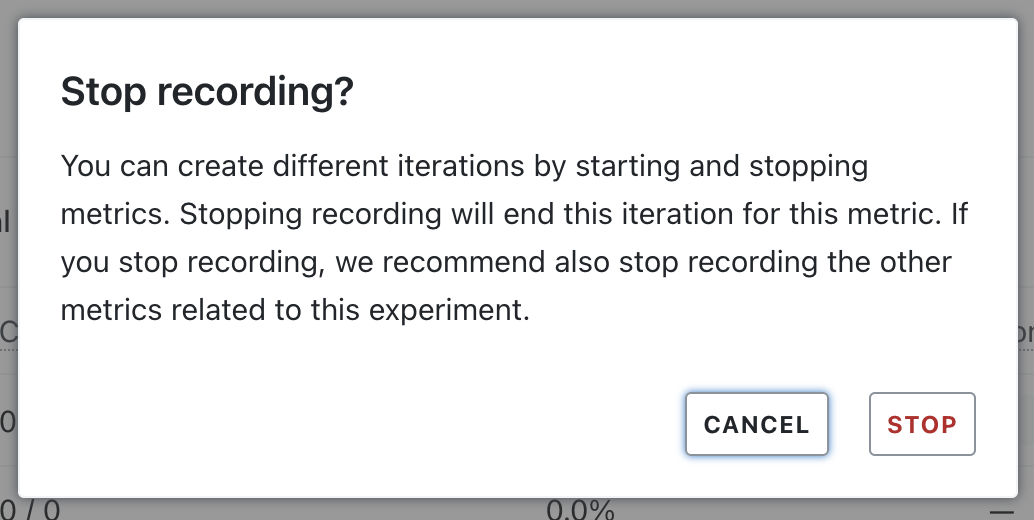 Stop recording?
You can create different iterations by starting and stopping
metrics. Stopping recording will end this iteration for this metric. If
you stop recording, we recommend also stop recording the other
metrics related to this experiment.
CANCEL STOP
0 / 0 0.0% —